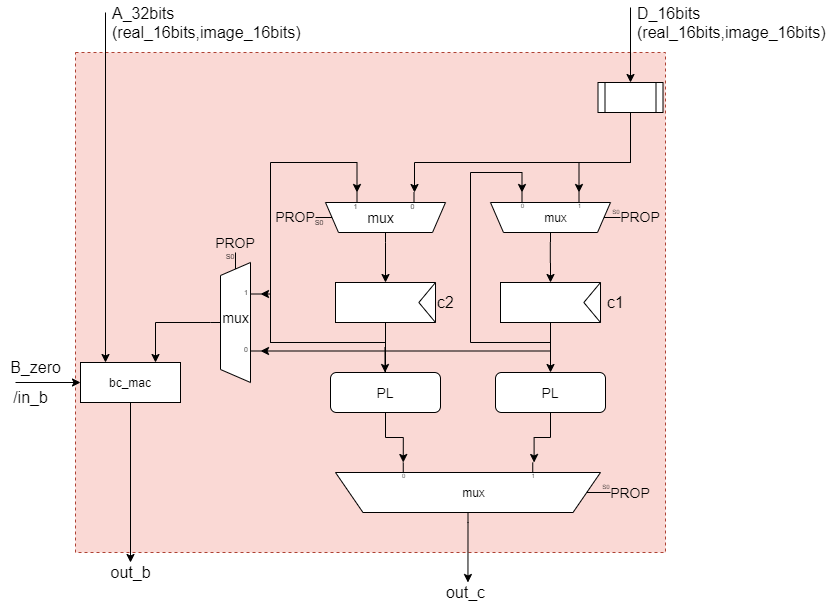 A_32bits
(real_16bits,image_16bits)
D_16bits
(real_16bits,image_16bits)
1
0
0
1
PROP
S0
mux
mux
S0
PROP
PROP
S0
1
mux
0
c2
c1
B_zero
/in_b
bc_mac
PL
PL
0
1
mux
S0
PROP
out_b
out_c